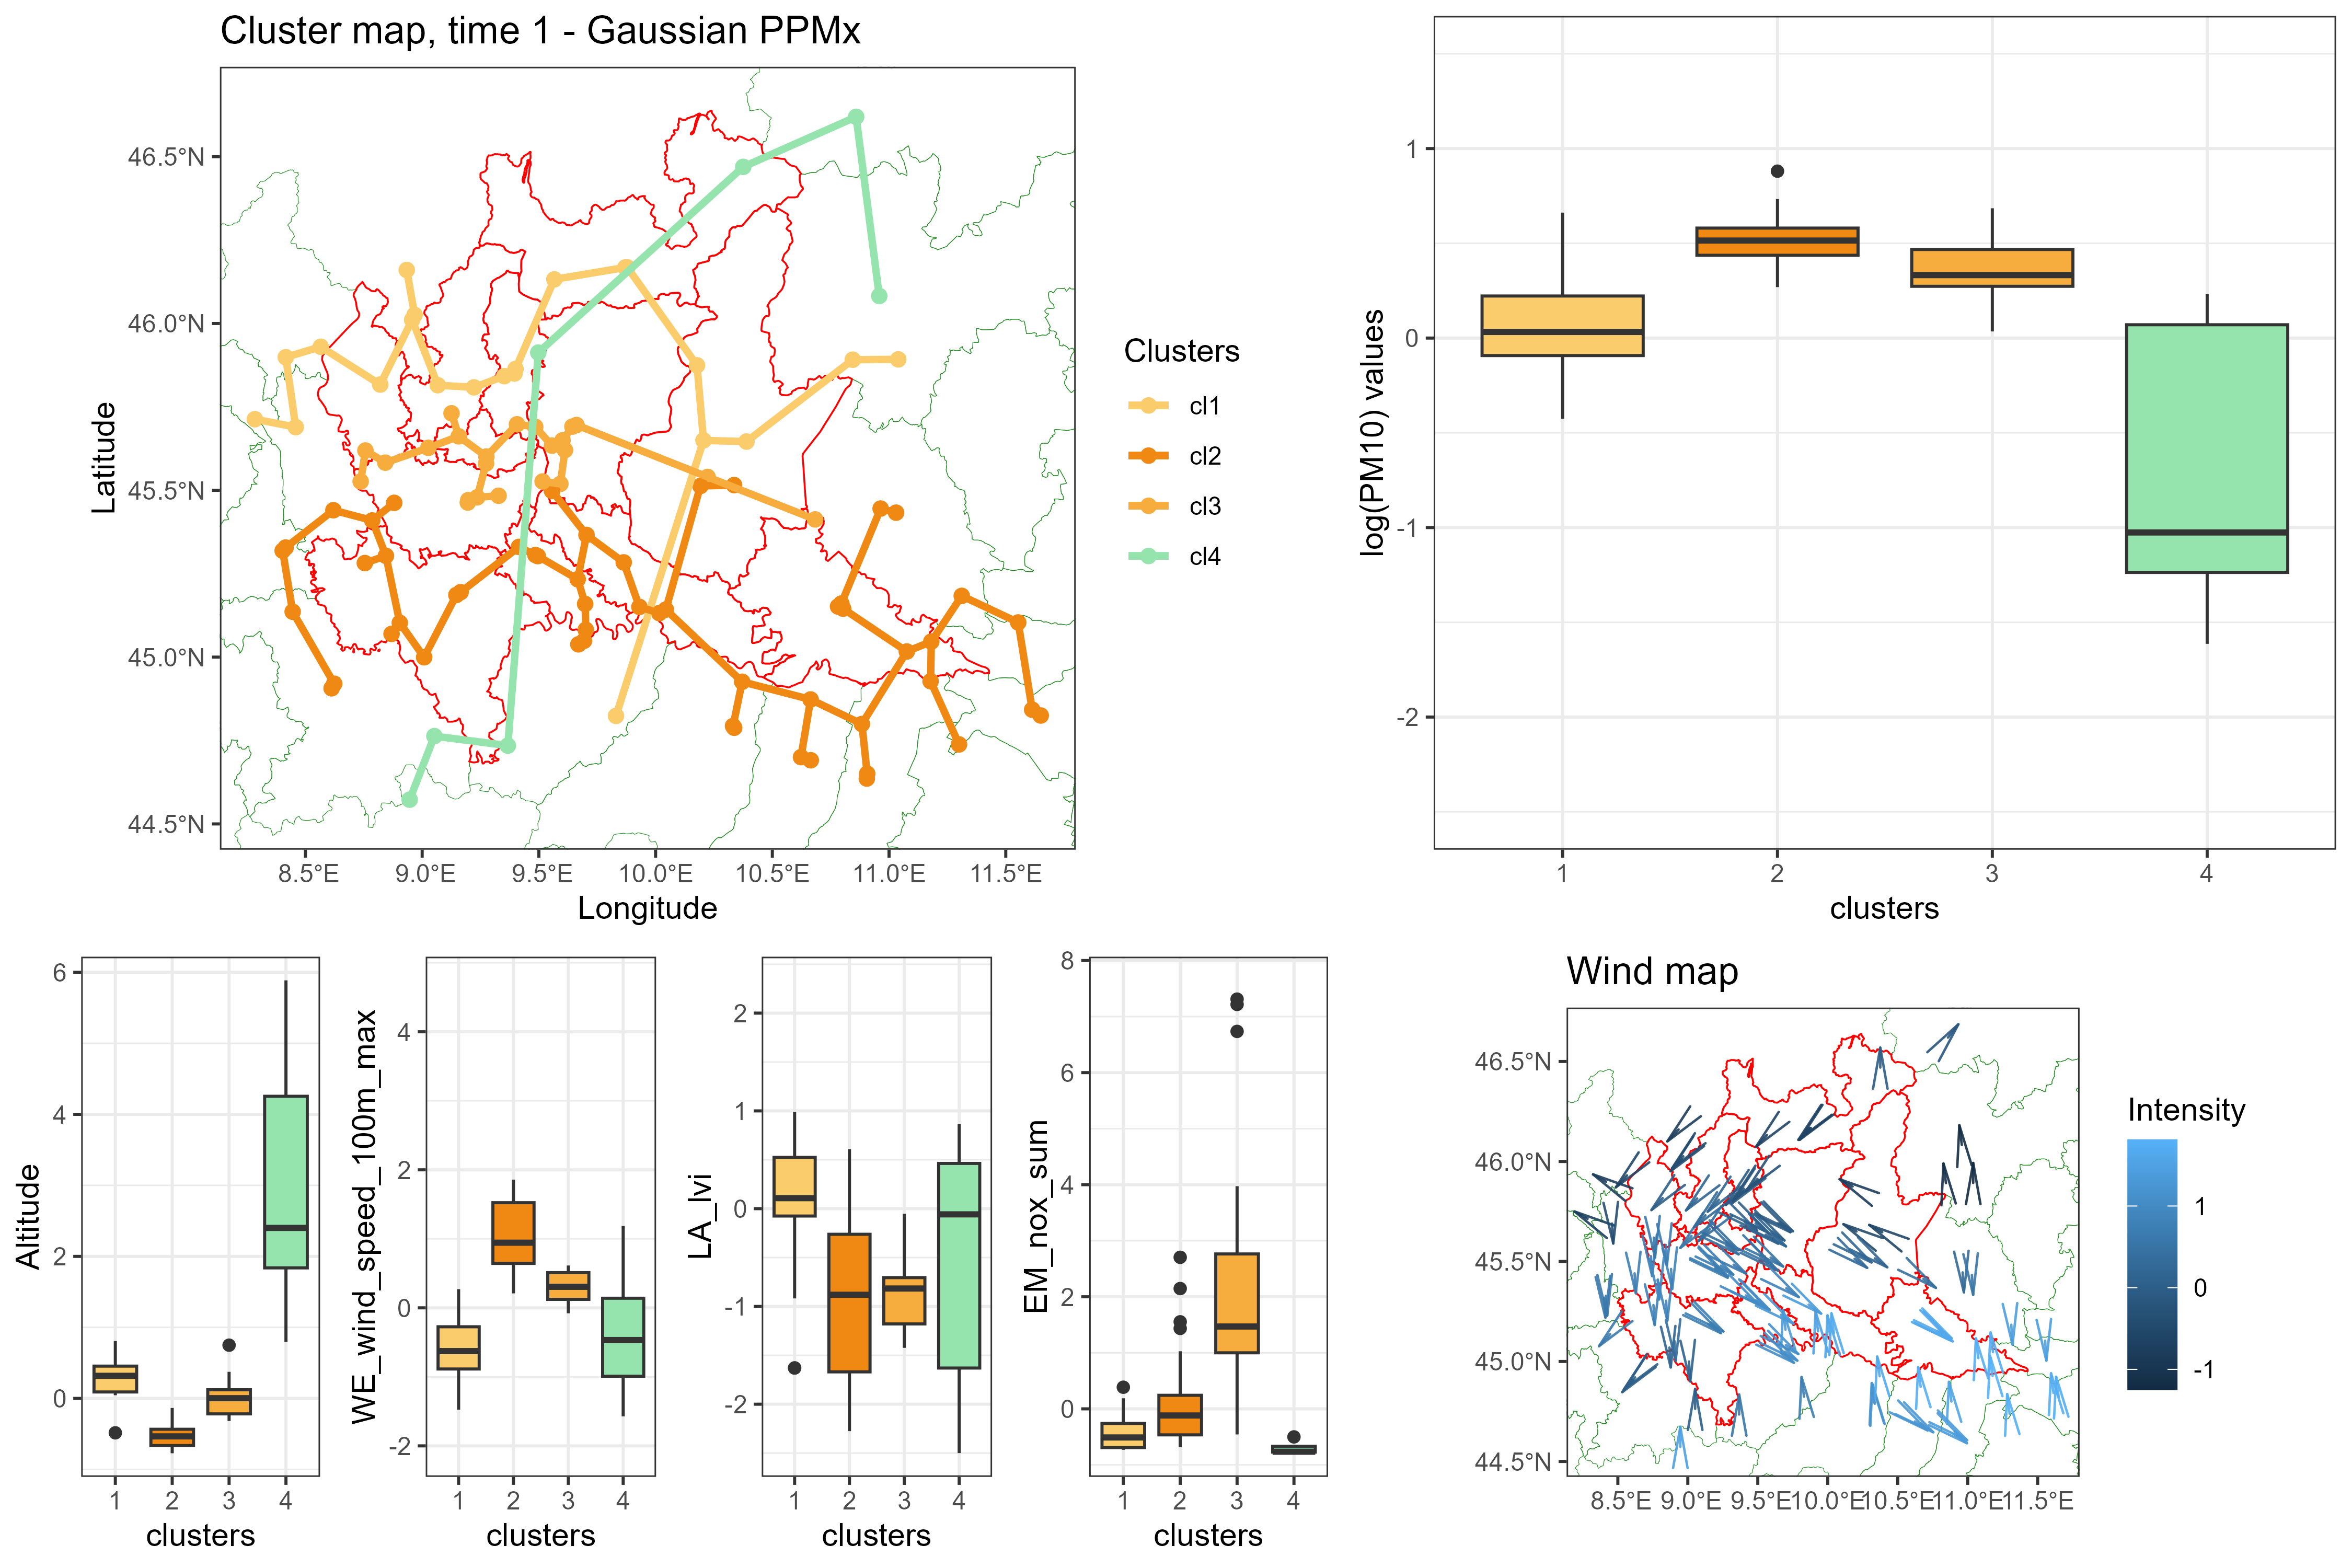 Cluster map, time 1 - Gaussian PPMx
46.5°N
46.0°N
45.5°N
45.0°N
44.5°N
Latitude
8.5°E 9.0°E 9.5°E 10.0°E 10.5°E 11.0°E 11.5°E
Longitude
Clusters
cl1
cl2
cl3
cl4
log(PM10) values
1
0
-1
-2
1 2 3 4
clusters
Altitude
6
4
2
0
1 2 3 4
clusters
WE_wind_speed_100m_max
4
2
0
-2
1 2 3 4
clusters
LA_lvi
2
1
0
-1
-2
1 2 3 4
clusters
EM_nox_sum
8
6
4
2
0
1 2 3 4
clusters
Wind map
46.5°N
46.0°N
45.5°N
45.0°N
44.5°N
8.5°E 9.0°E 9.5°E 10.0°E 10.5°E 11.0°E 11.5°E
Intensity
1
0
-1